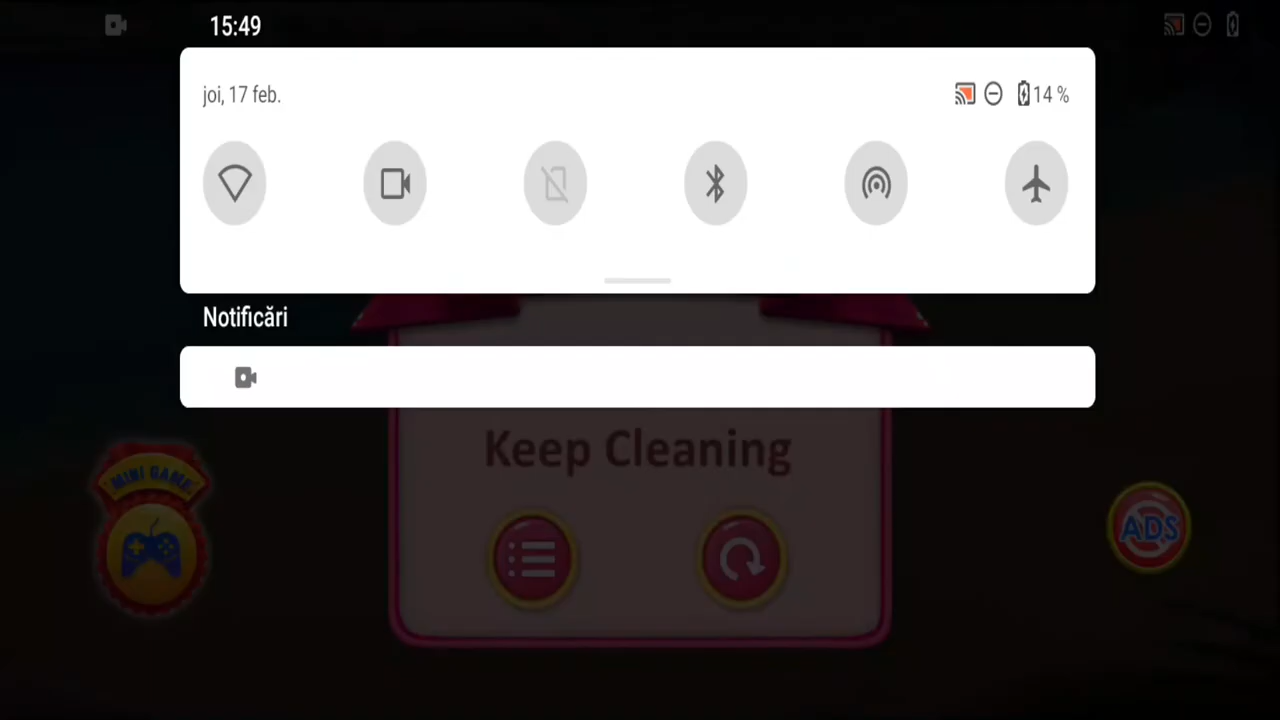 15:49
joi, 17 feb.
14 %
Notificări
Keep Cleaning
MINI GAME
ADS